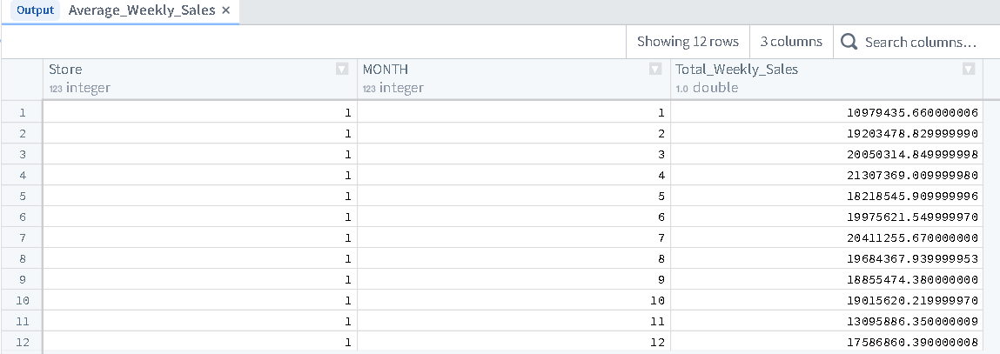 Output Average_Weekly_Sales ×
Showing 12 rows 3 columns Search columns...
Store MONTH Total_Weekly_Sales
123 integer 123 integer 1.0 double
1 1 1 10979435.660000006
2 1 2 19203478.829999990
3 1 3 20050314.849999998
4 1 4 21307369.009999980
5 1 5 18218545.909999996
6 1 6 19975621.549999970
7 1 7 20411255.670000000
8 1 8 19684367.939999953
9 1 9 18855474.380000000
10 1 10 19015620.219999970
11 1 11 13095886.350000009
12 1 12 17586860.390000008